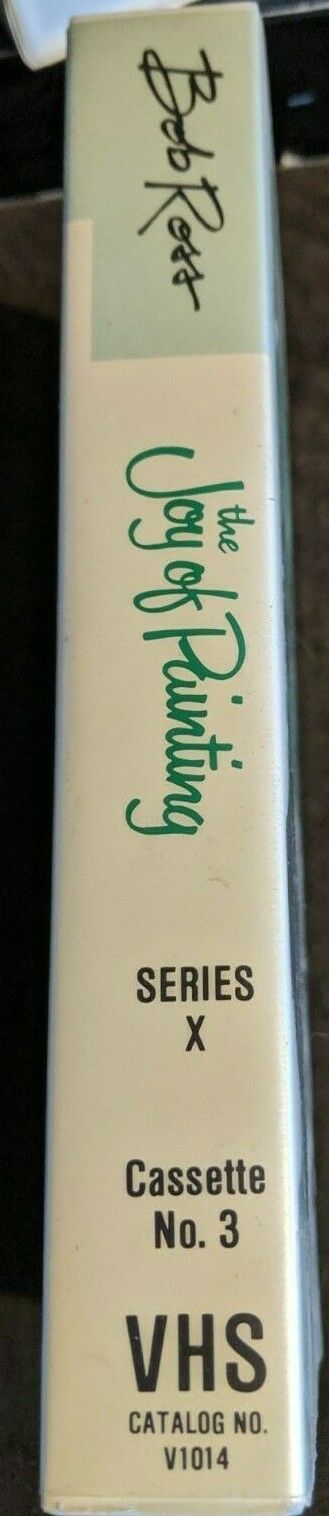 Bob Ross
the
Joy of Painting
SERIES
X
Cassette
No. 3
VHS
CATALOG NO.
V1014